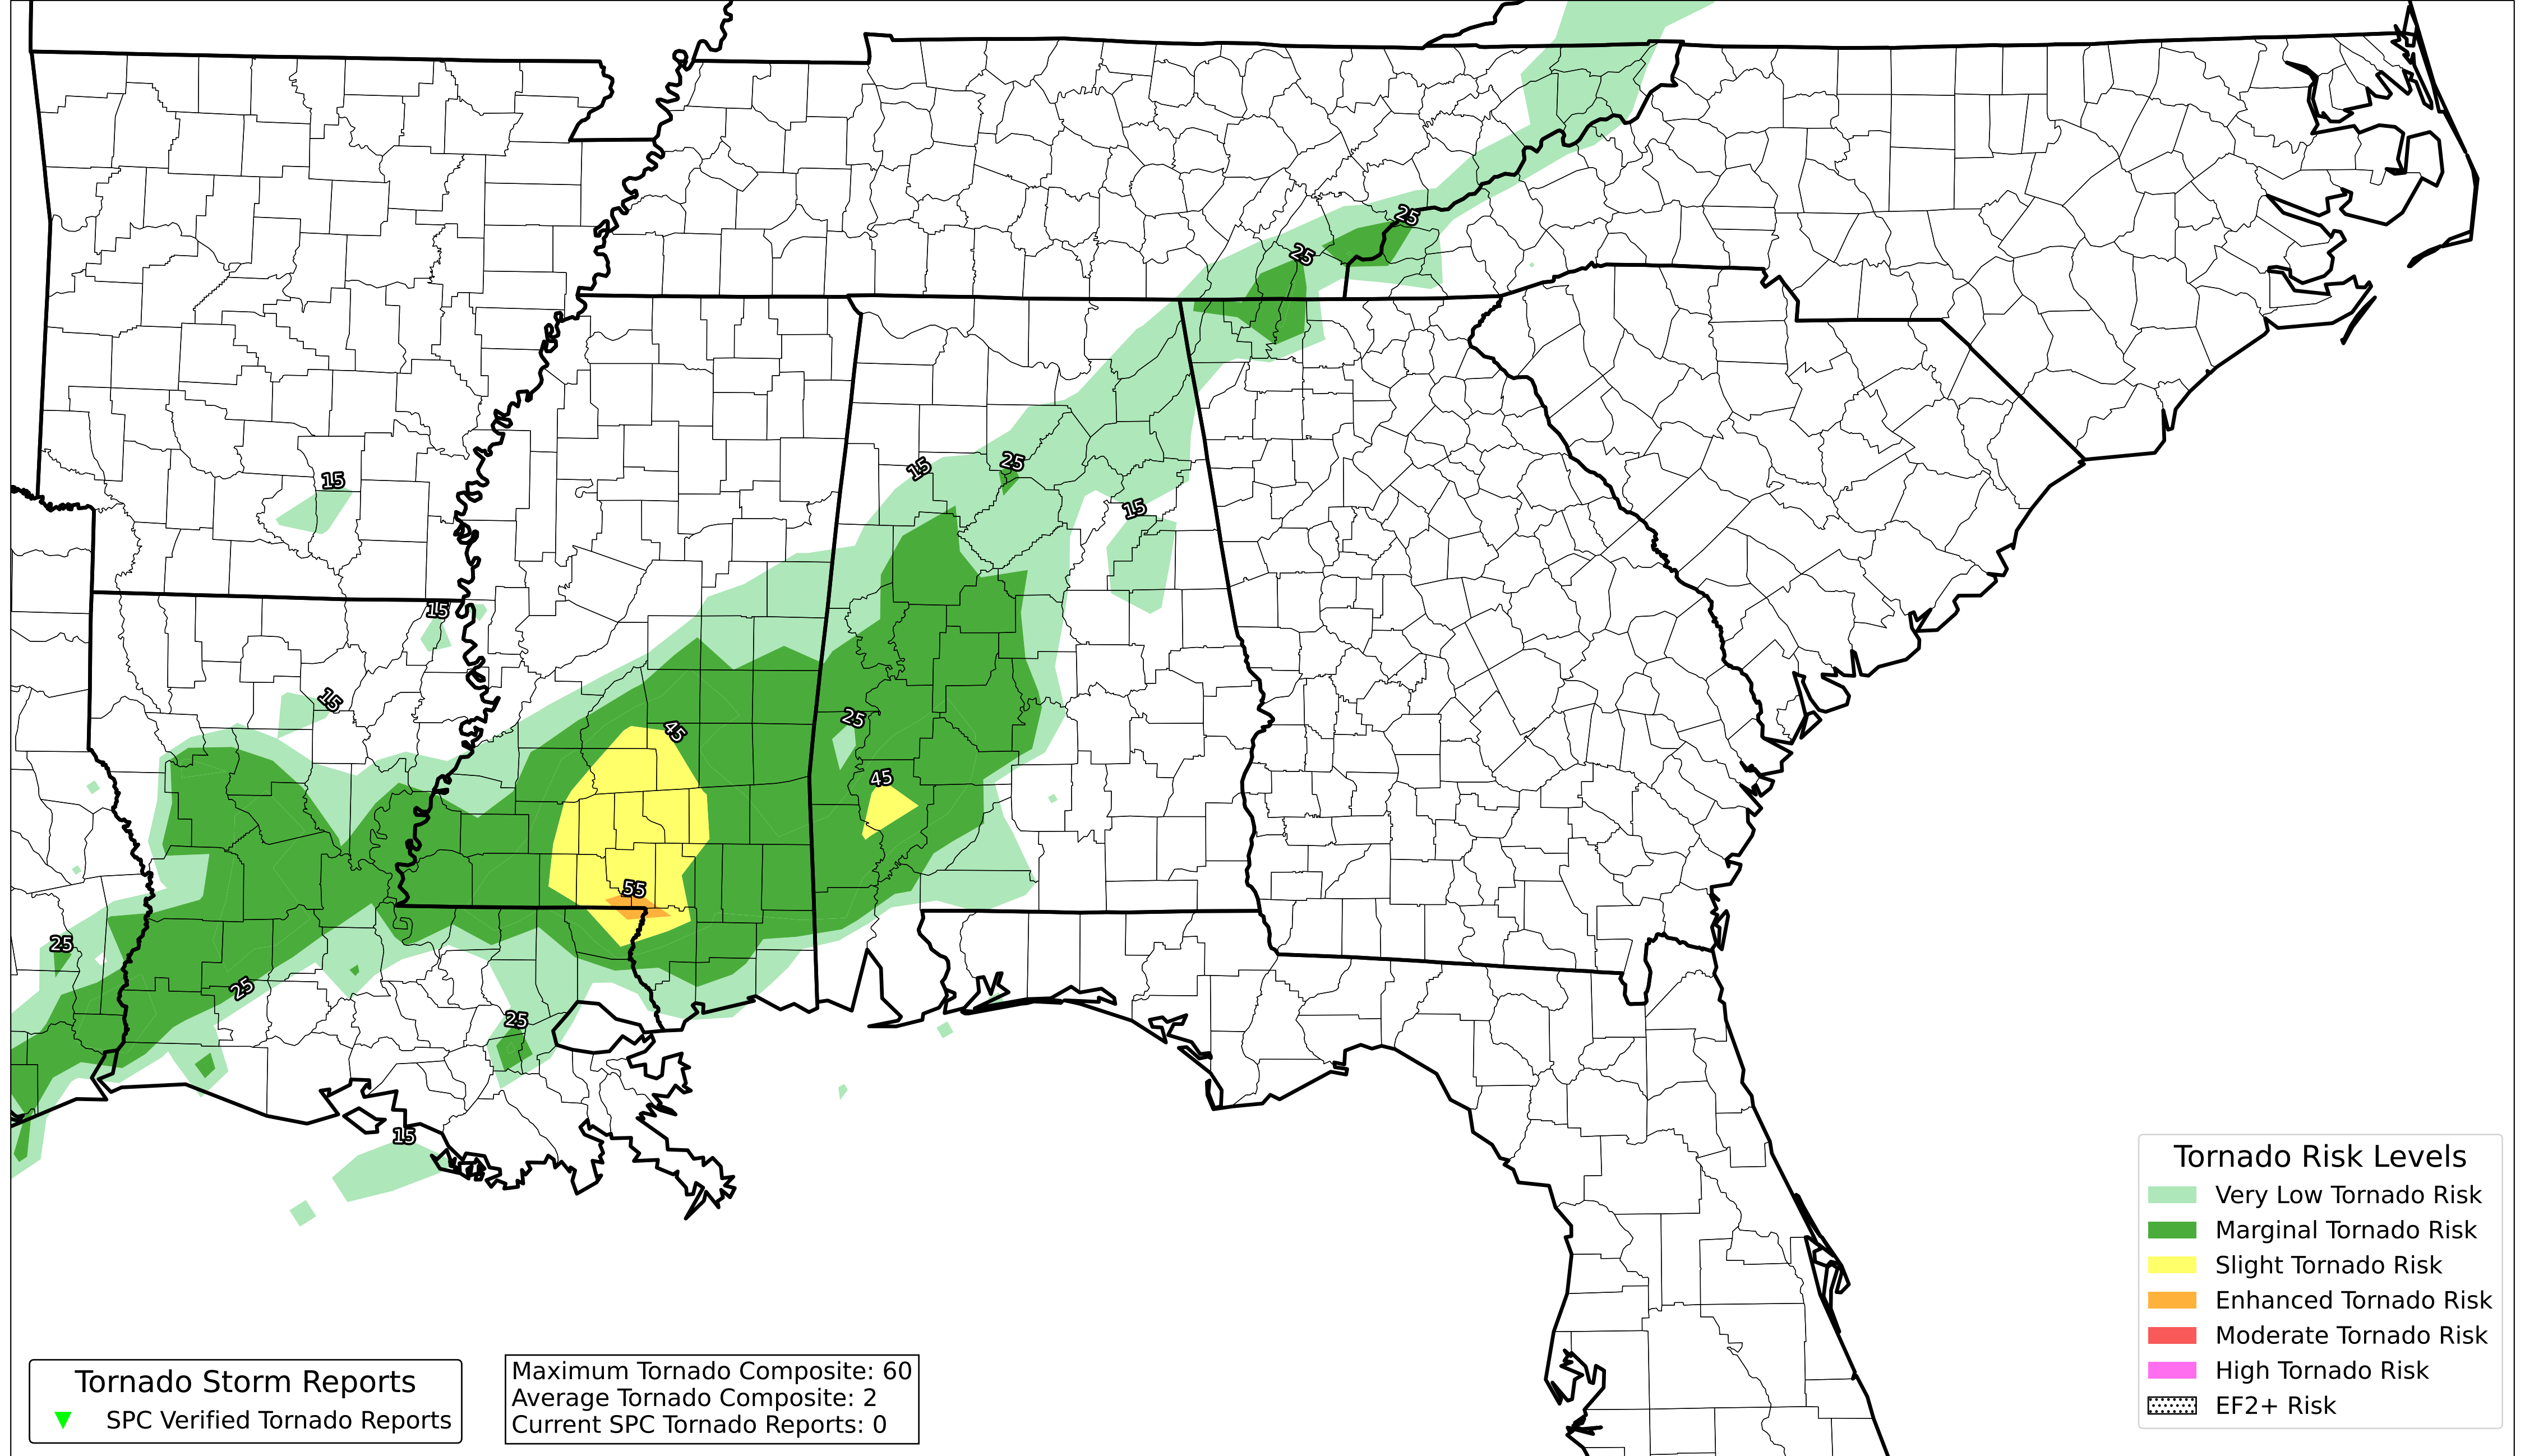 25
25
15
25
15
15
15
15
45
25
45
55
25
25
25
15
Tornado Risk Levels
Very Low Tornado Risk
Marginal Tornado Risk
Slight Tornado Risk
Enhanced Tornado Risk
Moderate Tornado Risk
High Tornado Risk
EF2+ Risk
Tornado Storm Reports
SPC Verified Tornado Reports
Maximum Tornado Composite: 60
Average Tornado Composite: 2
Current SPC Tornado Reports: 0